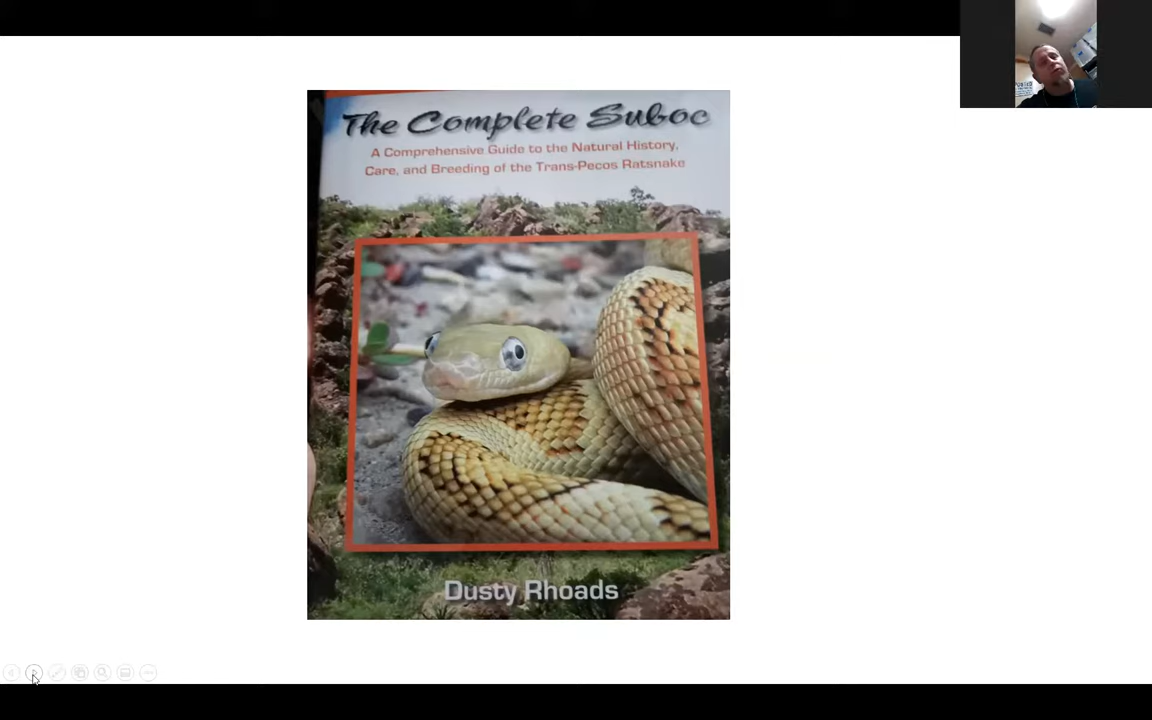 The Complete Suboc
A Comprehensive Guide to the Natural History,
Care, and Breeding of the Trans-Pecos Ratsnake
Dusty Rhoads